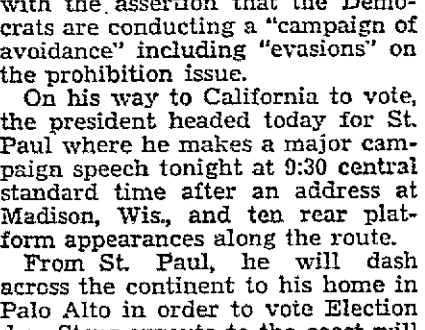 with the assertion that the Demo-
crats are conducting a “campaign of
avoidance” including “evasions” on
the prohibition issue.
On his way to California to vote,
the president headed today for St.
Paul where he makes a major cam-
paign speech tonight at 9:30 central
standard time after an address at
Madison, Wis., and ten rear plat-
form appearances along the route.
From St. Paul, he will dash
across the continent to his home in
Palo Alto in order to vote Election
to the coast will